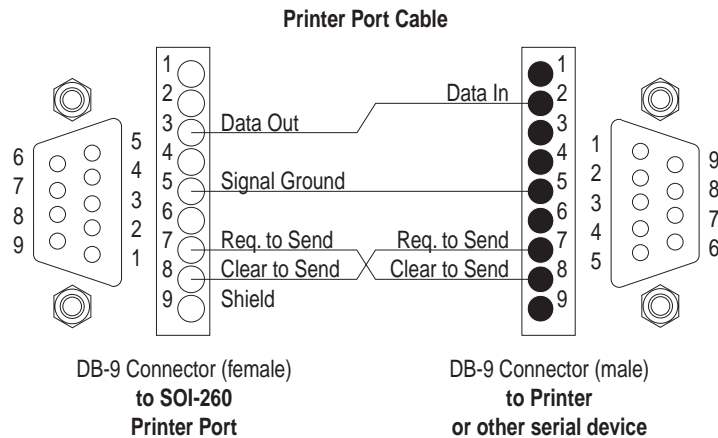 Printer Port Cable
1
2
3
4
5
6
7
8
9
Data Out
Signal Ground
Req. to Send
Clear to Send
Shield
Data In
Req. to Send
Clear to Send
1
2
3
4
5
6
7
8
9
6
7
8
9
5
4
3
2
1
1
2
3
4
5
9
8
7
6
DB-9 Connector (female)
to SOI-260
Printer Port
DB-9 Connector (male)
to Printer
or other serial device